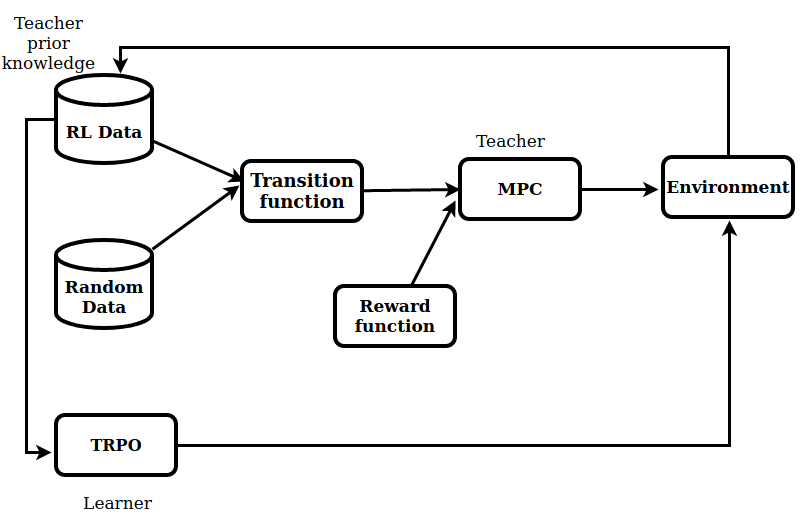 Teacher
prior
knowledge
RL Data
Teacher
Transition
function
MPC
Environment
Random
Data
Reward
function
TRPO
Learner